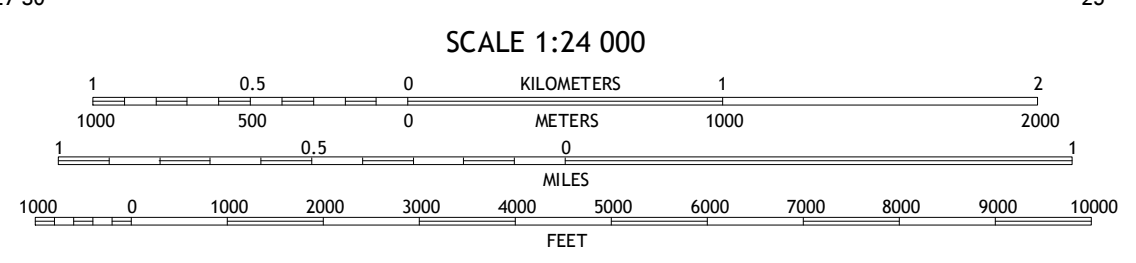 SCALE 1:24 000
1 0.5 0 KILOMETERS 1 2
1000 500 0 METERS 1000 2000
1 0.5 0 1
MILES
1000 0 1000 2000 3000 4000 5000 6000 7000 8000 9000 10000
FEET